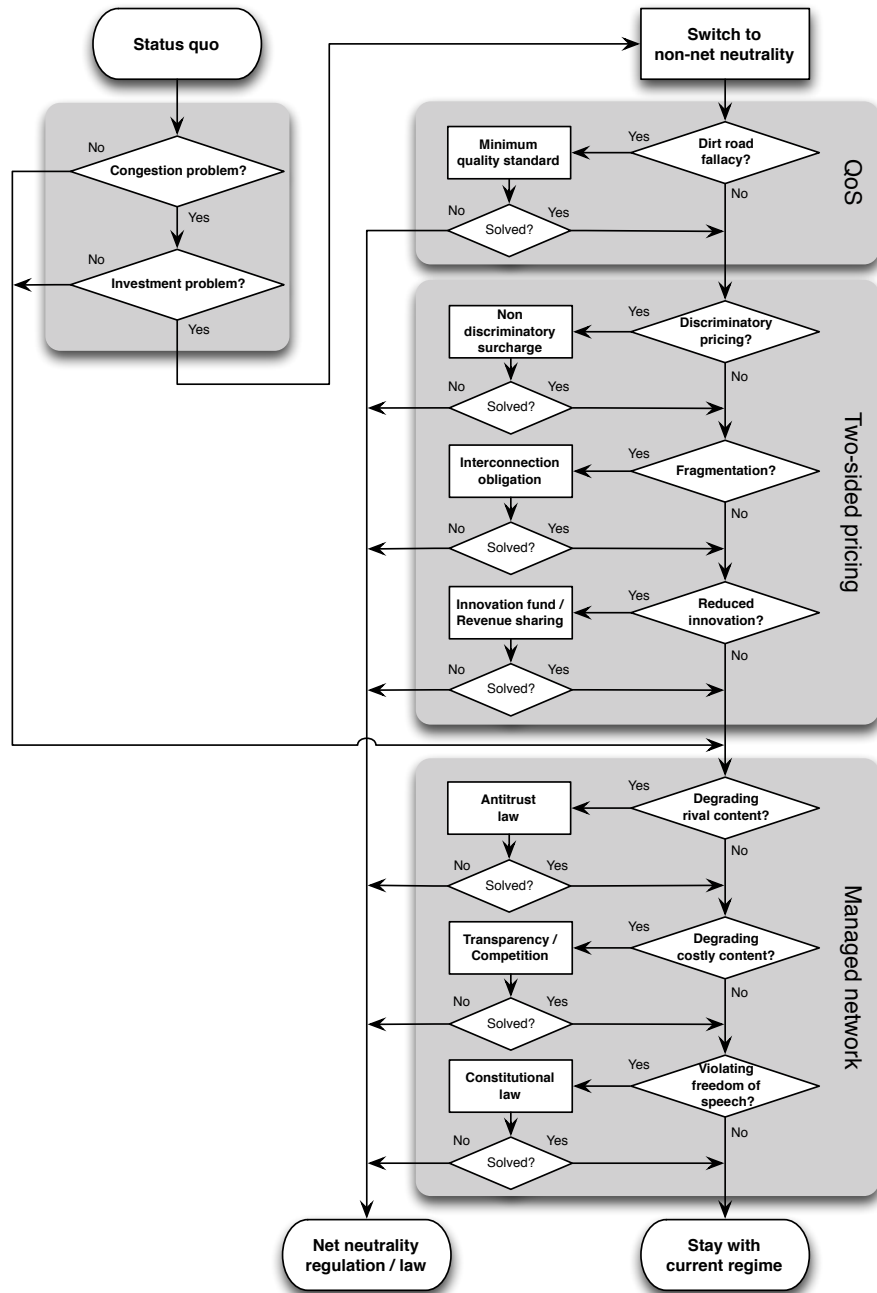 Status quo
Switch to
non-net neutrality
No
Congestion problem?
Yes
No
Investment problem?
Yes
QoS
Dirt road
fallacy?
Yes
Minimum
quality standard
No
No
Solved?
Yes
Two-sided pricing
Discriminatory
pricing?
Yes
Non
discriminatory
surcharge
No
No
Solved?
Yes
Fragmentation?
Yes
Interconnection
obligation
No
No
Solved?
Yes
Reduced
innovation?
Yes
Innovation fund /
Revenue sharing
No
No
Solved?
Yes
Managed network
Degrading
rival content?
Yes
Antitrust
law
No
No
Solved?
Yes
Degrading
costly content?
Yes
Transparency /
Competition
No
No
Solved?
Yes
Violating
freedom of
speech?
Yes
Constitutional
law
No
No
Solved?
Yes
Net neutrality
regulation / law
Stay with
current regime